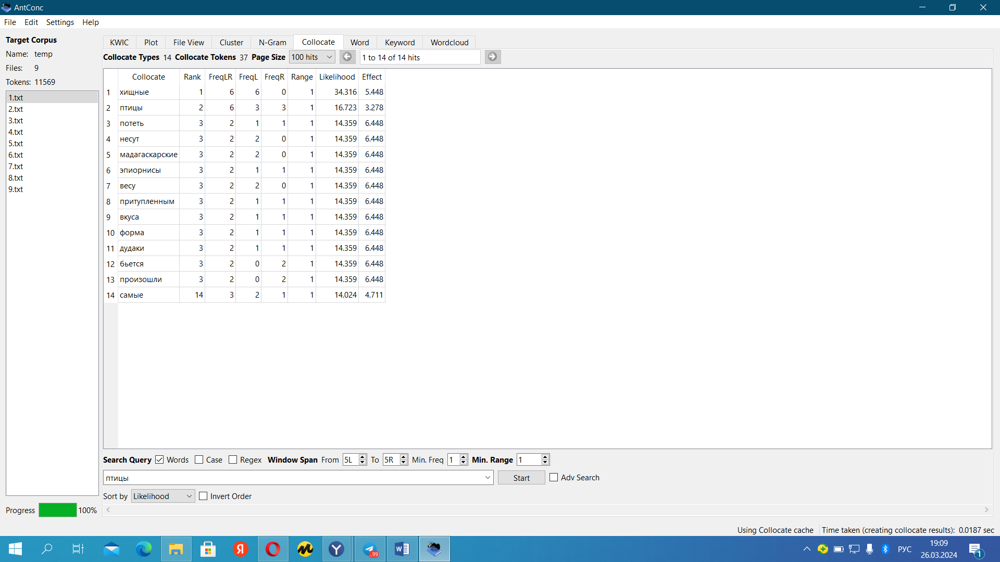 AntConc
File Edit Settings Help
Target Corpus
Name: temp
Files: 9
Tokens: 11569
1.txt
2.txt
3.txt
4.txt
5.txt
6.txt
7.txt
8.txt
9.txt
Progress 100%
KWIC Plot File View Cluster N-Gram Collocate Word Keyword Wordcloud
Collocate Types 14 Collocate Tokens 37 Page Size 100 hits 1 to 14 of 14 hits
Collocate Rank FreqLR FreqL FreqR Range Likelihood Effect
1 хищные 1 6 6 0 1 34.316 5.448
2 птицы 2 6 3 3 1 16.723 3.278
3 потеть 3 2 1 1 1 14.359 6.448
4 несут 3 2 2 0 1 14.359 6.448
5 мадагаскарские 3 2 2 0 1 14.359 6.448
6 эпиорнисы 3 2 1 1 1 14.359 6.448
7 весу 3 2 2 0 1 14.359 6.448
8 притупленным 3 2 1 1 1 14.359 6.448
9 вкуса 3 2 1 1 1 14.359 6.448
10 форма 3 2 1 1 1 14.359 6.448
11 дудаки 3 2 1 1 1 14.359 6.448
12 бьется 3 2 0 2 1 14.359 6.448
13 произошли 3 2 0 2 1 14.359 6.448
14 самые 14 3 2 1 1 14.024 4.711
Search Query Words Case Regex Window Span From 5L To 5R Min. Freq 1 Min. Range 1
птицы Start Adv Search
Sort by Likelihood Invert Order
Using Collocate cache Time taken (creating collocate results): 0.0187 sec
Я Y ..99 W РУС 19:09
26.03.2024 1